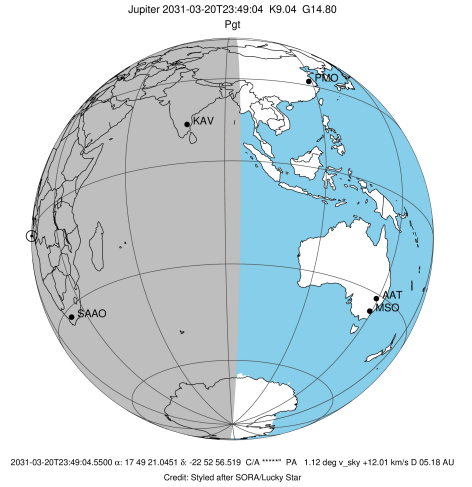 Jupiter 2031-03-20T23:49:04 K9.04 G14.80
Pgt
PMO
KAV
AAT
MSO
SAAO
2031-03-20T23:49:04.5500 α: 17 49 21.0451 δ: -22 52 56.519 C/A *****" PA 1.12 deg v_sky +12.01 km/s D 05.18 AU
Credit: Styled after SORA/Lucky Star